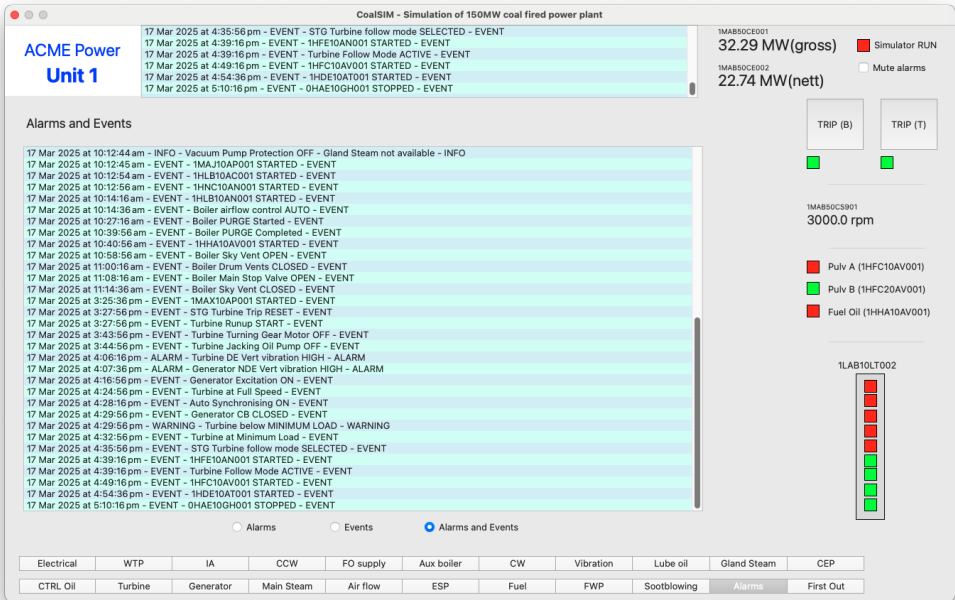 CoalSIM - Simulation of 150MW coal fired power plant
ACME Power
Unit 1
17 Mar 2025 at 4:35:56 pm - EVENT - STG Turbine follow mode SELECTED - EVENT
17 Mar 2025 at 4:39:16 pm - EVENT - 1HFE10AN001 STARTED - EVENT
17 Mar 2025 at 4:39:16 pm - EVENT - Turbine Follow Mode ACTIVE - EVENT
17 Mar 2025 at 4:49:16 pm - EVENT - 1HFC10AV001 STARTED - EVENT
17 Mar 2025 at 4:54:36 pm - EVENT - 1HDE10AT001 STARTED - EVENT
17 Mar 2025 at 5:10:16 pm - EVENT - 0HAE10GH001 STOPPED - EVENT
1MAB50CE001
32.29 MW(gross)
Simulator RUN
1MAB50CE002
22.74 MW(nett)
Mute alarms
TRIP (B)
TRIP (T)
Alarms and Events
17 Mar 2025 at 10:12:44 am - INFO - Vacuum Pump Protection OFF - Gland Steam not available - INFO
17 Mar 2025 at 10:12:45 am - EVENT - 1MAJ10AP001 STARTED - EVENT
17 Mar 2025 at 10:12:54 am - EVENT - 1HLB10AC001 STARTED - EVENT
17 Mar 2025 at 10:12:56 am - EVENT - 1HNC10AN001 STARTED - EVENT
17 Mar 2025 at 10:14:16 am - EVENT - 1HLB10AN001 STARTED - EVENT
17 Mar 2025 at 10:14:36 am - EVENT - Boiler airflow control AUTO - EVENT
17 Mar 2025 at 10:27:16 am - EVENT - Boiler PURGE Started - EVENT
17 Mar 2025 at 10:39:56 am - EVENT - Boiler PURGE Completed - EVENT
17 Mar 2025 at 10:40:56 am - EVENT - 1HHA10AV001 STARTED - EVENT
17 Mar 2025 at 10:58:56 am - EVENT - Boiler Sky Vent OPEN - EVENT
17 Mar 2025 at 11:00:16 am - EVENT - Boiler Drum Vents CLOSED - EVENT
17 Mar 2025 at 11:08:16 am - EVENT - Boiler Main Stop Valve OPEN - EVENT
17 Mar 2025 at 11:14:36 am - EVENT - Boiler Sky Vent CLOSED - EVENT
17 Mar 2025 at 3:25:36 pm - EVENT - 1MAX10AP001 STARTED - EVENT
17 Mar 2025 at 3:27:56 pm - EVENT - STG Turbine Trip RESET - EVENT
17 Mar 2025 at 3:27:56 pm - EVENT - Turbine Runup START - EVENT
17 Mar 2025 at 3:43:56 pm - EVENT - Turbine Turning Gear Motor OFF - EVENT
17 Mar 2025 at 3:44:56 pm - EVENT - Turbine Jacking Oil Pump OFF - EVENT
17 Mar 2025 at 4:06:16 pm - ALARM - Turbine DE Vert vibration HIGH - ALARM
17 Mar 2025 at 4:07:36 pm - ALARM - Generator NDE Vert vibration HIGH - ALARM
17 Mar 2025 at 4:16:56 pm - EVENT - Generator Excitation ON - EVENT
17 Mar 2025 at 4:24:56 pm - EVENT - Turbine at Full Speed - EVENT
17 Mar 2025 at 4:28:16 pm - EVENT - Auto Synchronising ON - EVENT
17 Mar 2025 at 4:29:56 pm - EVENT - Generator CB CLOSED - EVENT
17 Mar 2025 at 4:29:56 pm - WARNING - Turbine below MINIMUM LOAD - WARNING
17 Mar 2025 at 4:32:56 pm - EVENT - Turbine at Minimum Load - EVENT
17 Mar 2025 at 4:35:56 pm - EVENT - STG Turbine follow mode SELECTED - EVENT
17 Mar 2025 at 4:39:16 pm - EVENT - 1HFE10AN001 STARTED - EVENT
17 Mar 2025 at 4:39:16 pm - EVENT - Turbine Follow Mode ACTIVE - EVENT
17 Mar 2025 at 4:49:16 pm - EVENT - 1HFC10AV001 STARTED - EVENT
17 Mar 2025 at 4:54:36 pm - EVENT - 1HDE10AT001 STARTED - EVENT
17 Mar 2025 at 5:10:16 pm - EVENT - 0HAE10GH001 STOPPED - EVENT
1MAB50CS901
3000.0 rpm
Pulv A (1HFC10AV001)
Pulv B (1HFC20AV001)
Fuel Oil (1HHA10AV001)
1LAB10LT002
Alarms
Events
Alarms and Events
Electrical
WTP
IA
CCW
FO supply
Aux boiler
CW
Vibration
Lube oil
Gland Steam
CEP
CTRL Oil
Turbine
Generator
Main Steam
Air flow
ESP
Fuel
FWP
Sootblowing
Alarms
First Out